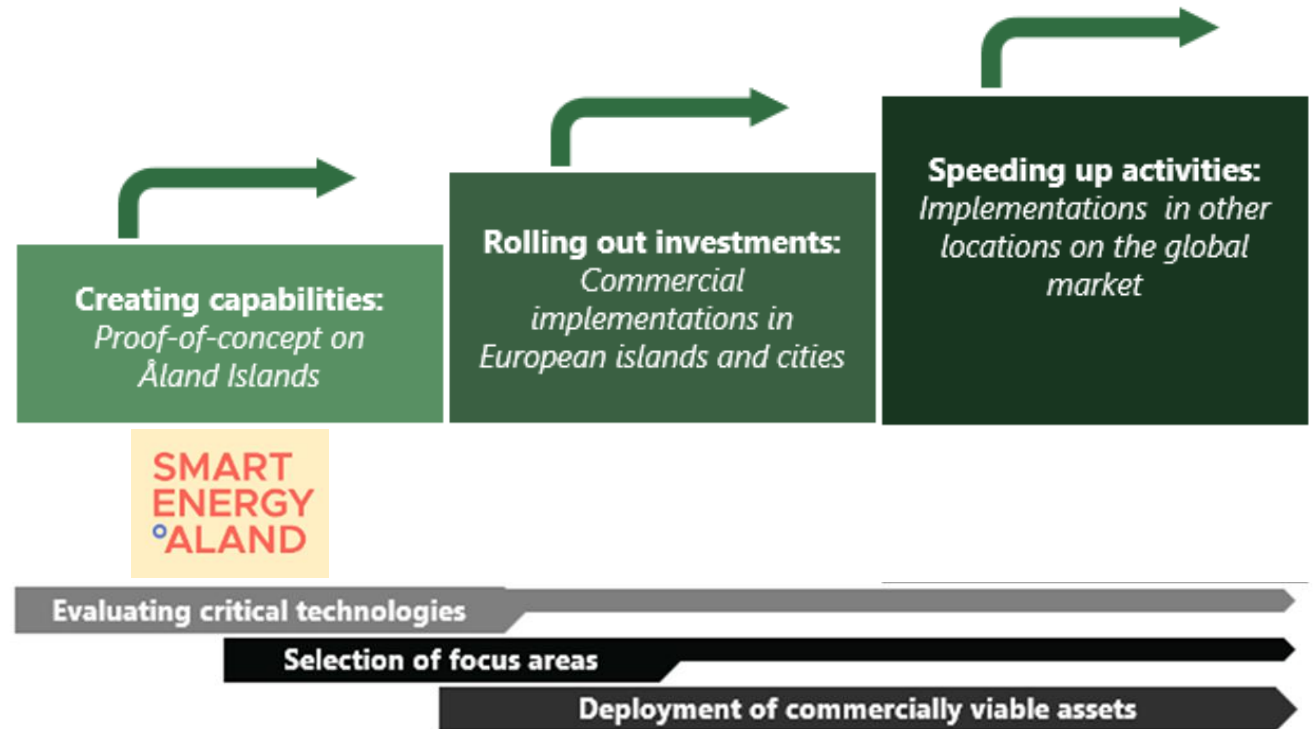 Creating capabilities:
Proof-of-concept on
Åland Islands
Rolling out investments:
Commercial
implementations in
European islands and cities
Speeding up activities:
Implementations in other
locations on the global
market
SMART
ENERGY
°ALAND
Evaluating critical technologies
Selection of focus areas
Deployment of commercially viable assets